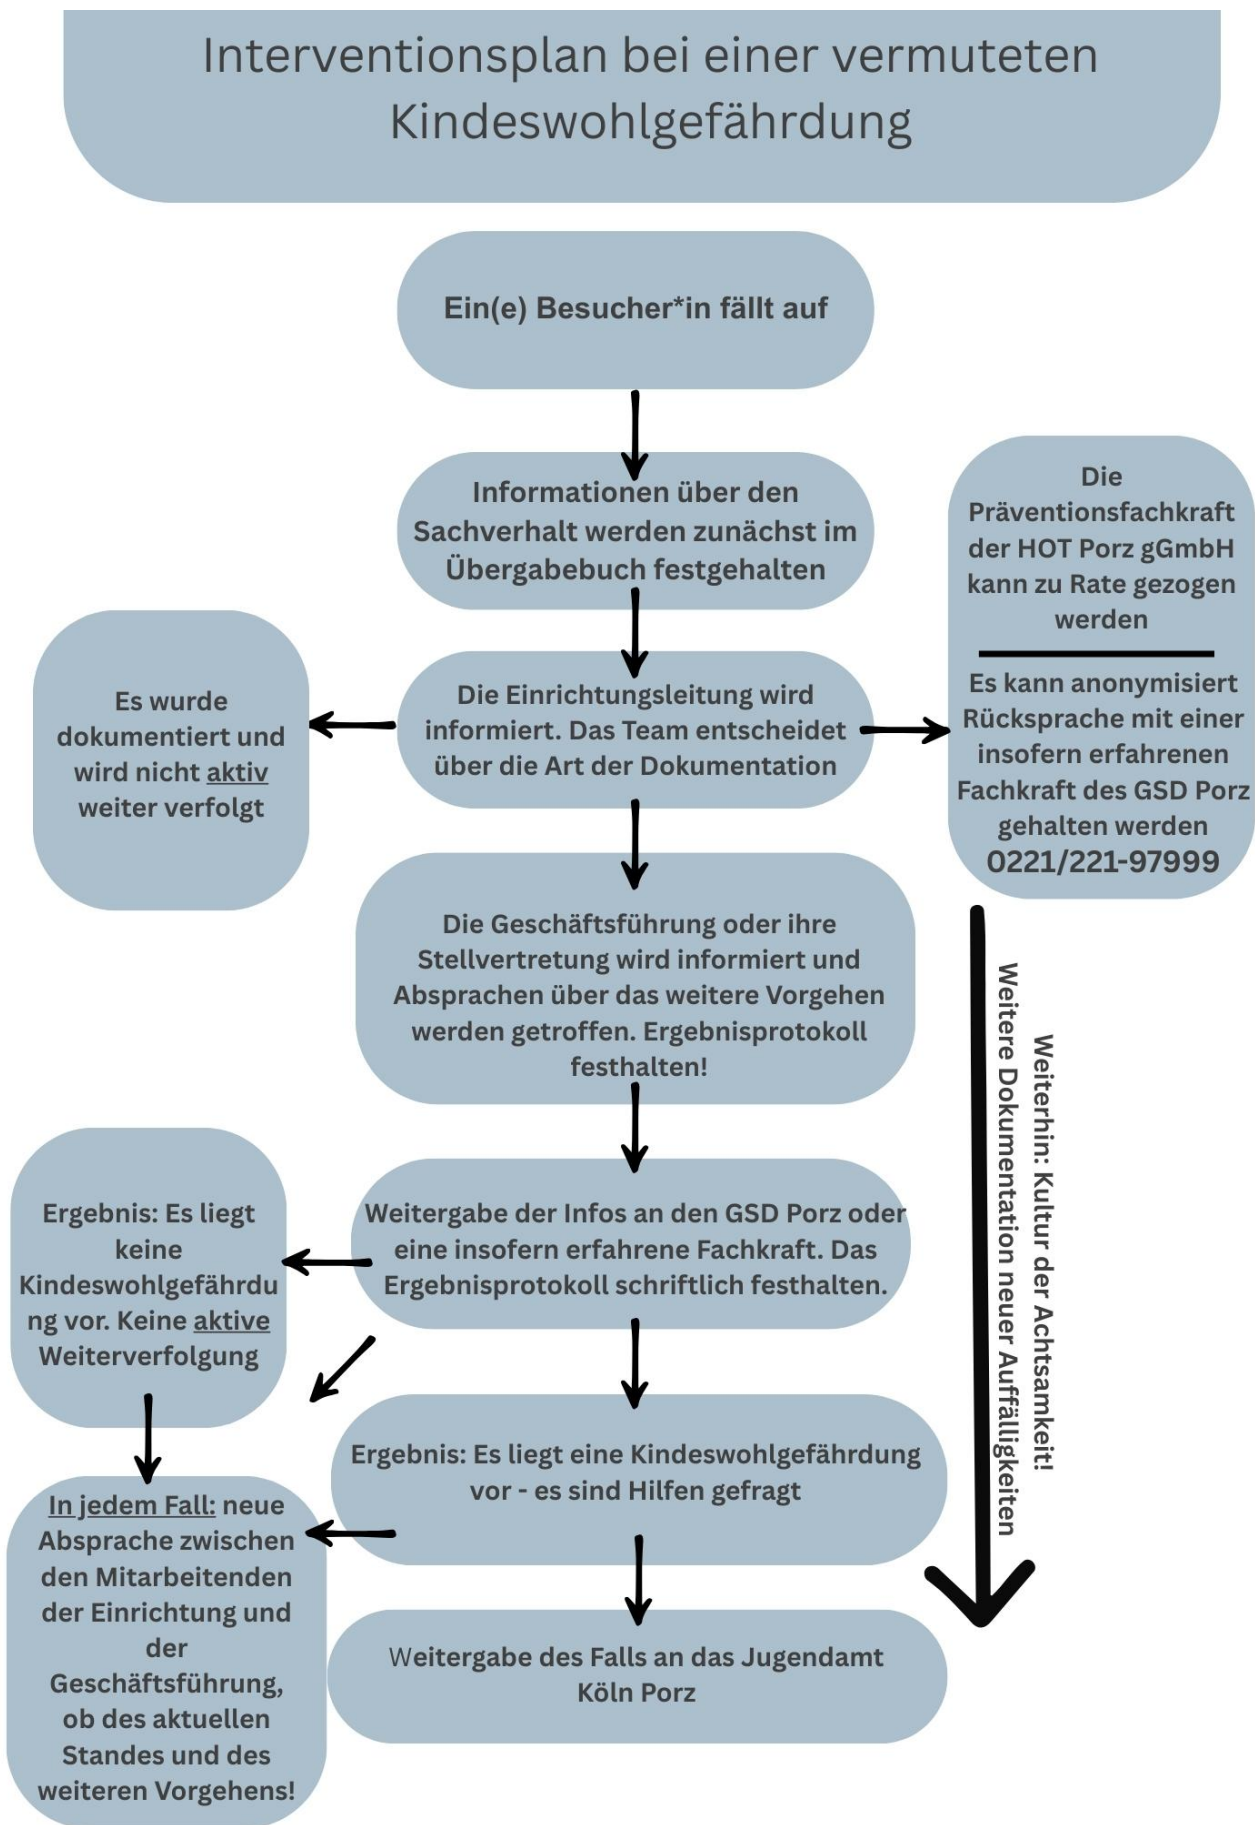 Interventionsplan bei einer vermuteten
Kindeswohlgefährdung
Ein(e) Besucher*in fällt auf
Informationen über den
Sachverhalt werden zunächst im
Übergabebuch festgehalten
Die
Präventionsfachkraft
der HOT Porz gGmbH
kann zu Rate gezogen
werden
Es kann anonymisiert
Rücksprache mit einer
insofern erfahrenen
Fachkraft des GSD Porz
gehalten werden
0221/221-97999
Es wurde
dokumentiert und
wird nicht aktiv
weiter verfolgt
Die Einrichtungsleitung wird
informiert. Das Team entscheidet
über die Art der Dokumentation
Die Geschäftsführung oder ihre
Stellvertretung wird informiert und
Absprachen über das weitere Vorgehen
werden getroffen. Ergebnisprotokoll
festhalten!
Weiterhin: Kultur der Achtsamkeit!
Weitere Dokumentation neuer Auffälligkeiten
Ergebnis: Es liegt
keine
Kindeswohlgefährdu
ng vor. Keine aktive
Weiterverfolgung
Weitergabe der Infos an den GSD Porz oder
eine insofern erfahrene Fachkraft. Das
Ergebnisprotokoll schriftlich festhalten.
Ergebnis: Es liegt eine Kindeswohlgefährdung
vor - es sind Hilfen gefragt
In jedem Fall: neue
Absprache zwischen
den Mitarbeitenden
der Einrichtung und
der
Geschäftsführung,
ob des aktuellen
Standes und des
weiteren Vorgehens!
Weitergabe des Falls an das Jugendamt
Köln Porz